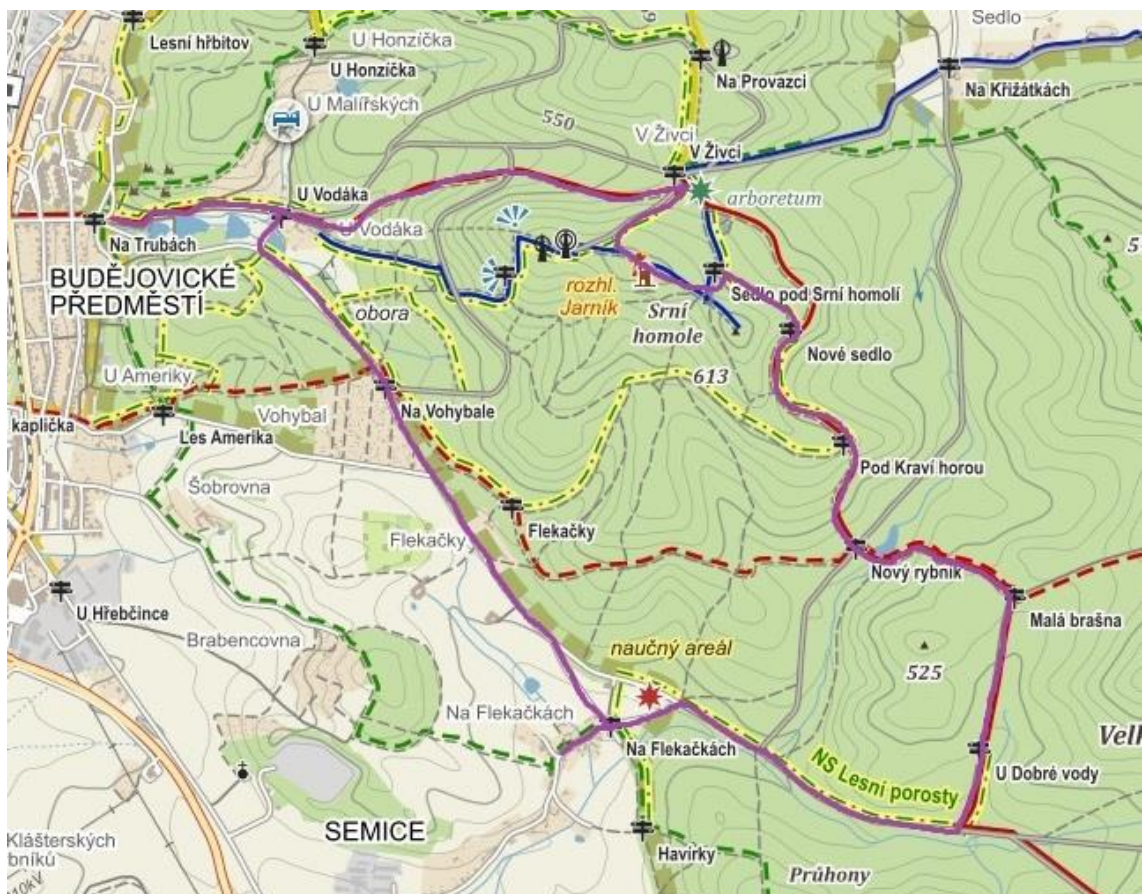 Sedlo
Lesní hřbitov
U Honzíčka
U Honzíčka
Na Provazci
Na Křižátkách
U Malířských
550
V Živci
V Živci
arboretum
U Vodáka
U Vodáka
Na Trubách
BUDĚJOVICKÉ
PŘEDMĚSTÍ
obora
rozhl.
Jarník
Sedlo pod Srní homolí
Srní
homole
Nové sedlo
U Ameriky
613
kaplička
Les Amerika
Vohybal
Na Vohybale
Pod Kraví horou
Šobrovna
Flekačky
Flekačky
Nový rybník
Malá brašna
U Hřebčince
Brabencovna
naučný areál
525
Na Flekačkách
Na Flekačkách
Velk
U Dobré vody
NS Lesní porosty
SEMICE
Klášterských
bníků
Havírky
Průhony
10kV